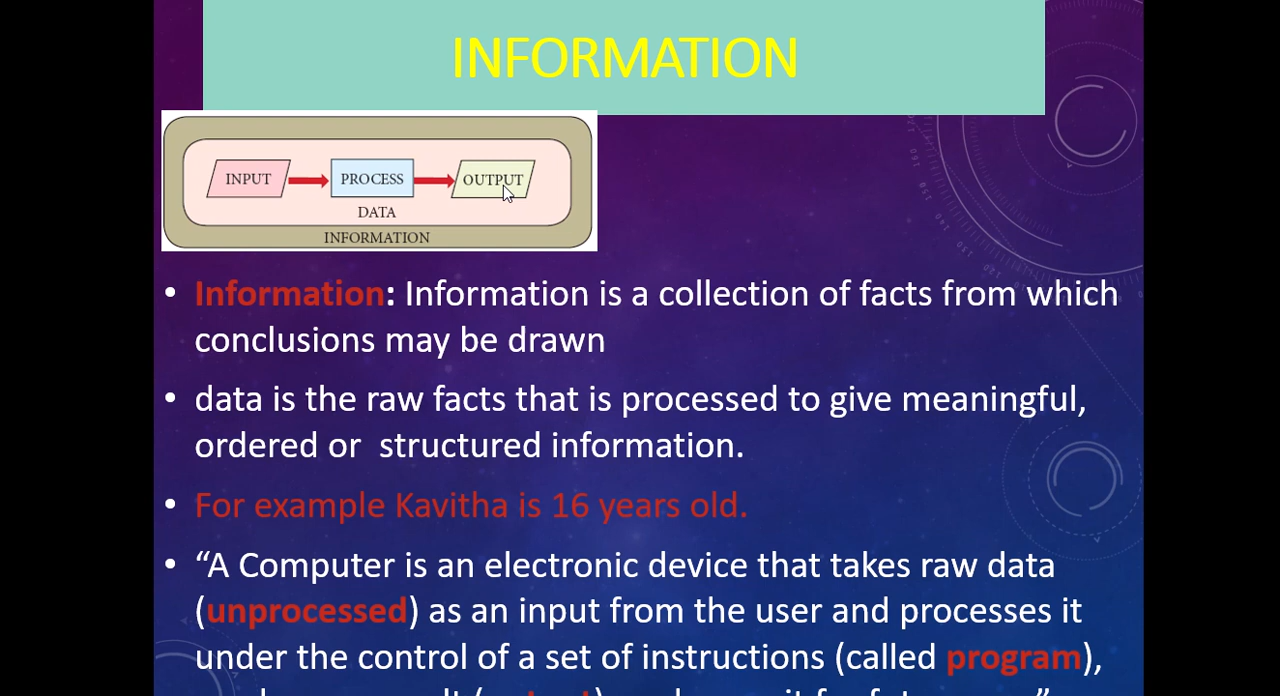 INFORMATION
INPUT PROCESS OUTPUT
DATA
INFORMATION
• Information: Information is a collection of facts from which
conclusions may be drawn
• data is the raw facts that is processed to give meaningful,
ordered or structured information.
• For example Kavitha is 16 years old.
• “A Computer is an electronic device that takes raw data
(unprocessed) as an input from the user and processes it
under the control of a set of instructions (called program),